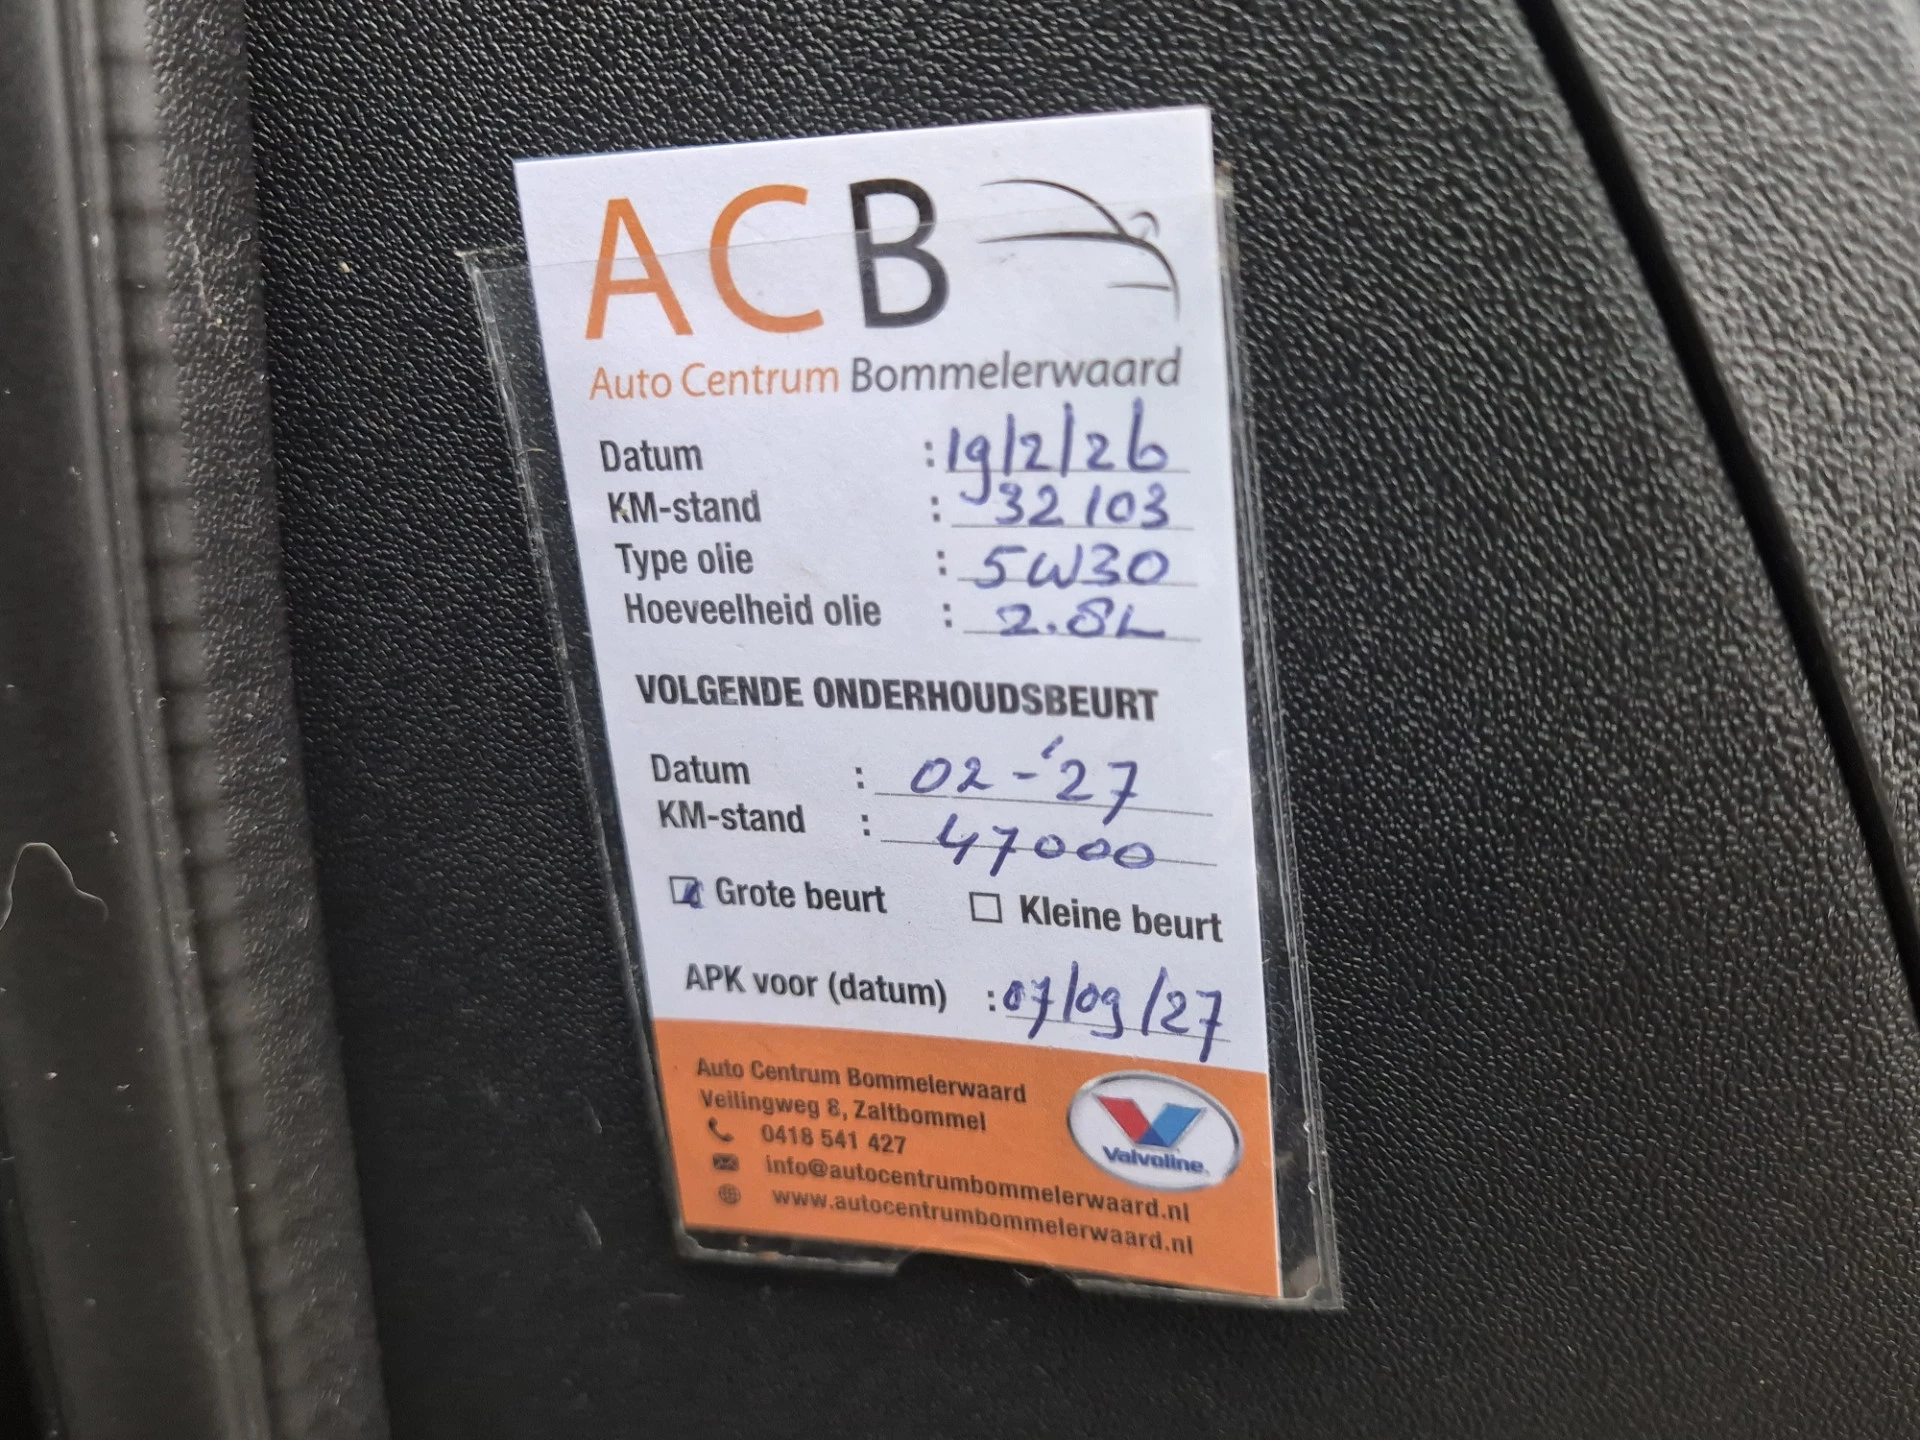 ACB
Auto Centrum Bommelerwaard
Datum : 19/2/26
KM-stand : 32103
Type olie : 5W30
Hoeveelheid olie : 2.8L
VOLGENDE ONDERHOUDSBEURT
Datum : 02-'27
KM-stand : 47000
Grote beurt Kleine beurt
APK voor (datum) : 07/09/27
Auto Centrum Bommelerwaard
Veilingweg 8, Zaltbommel
0418 541 427
info@autocentrumbommelerwaard.nl
www.autocentrumbommelerwaard.nl
Valvoline